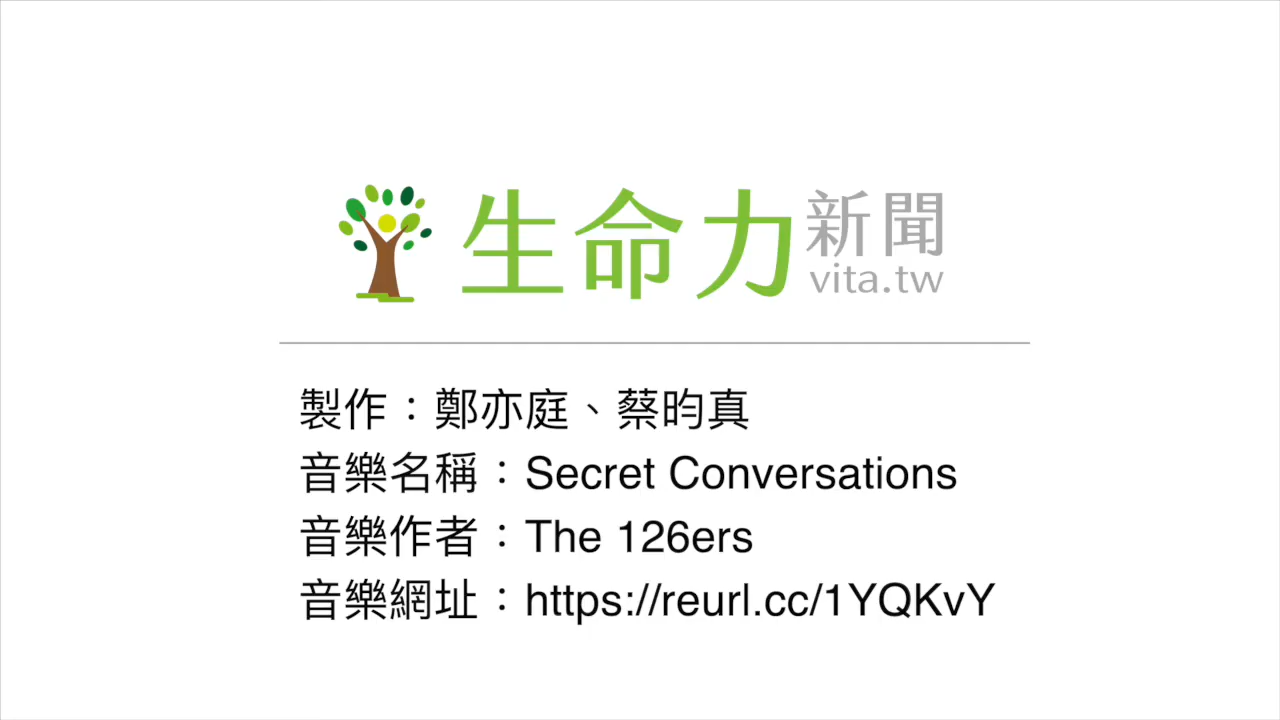 生命力新聞
vita.tw
製作：鄭亦庭、蔡昀真
音樂名稱：Secret Conversations
音樂作者：The 126ers
音樂網址：https://reurl.cc/1YQKvY